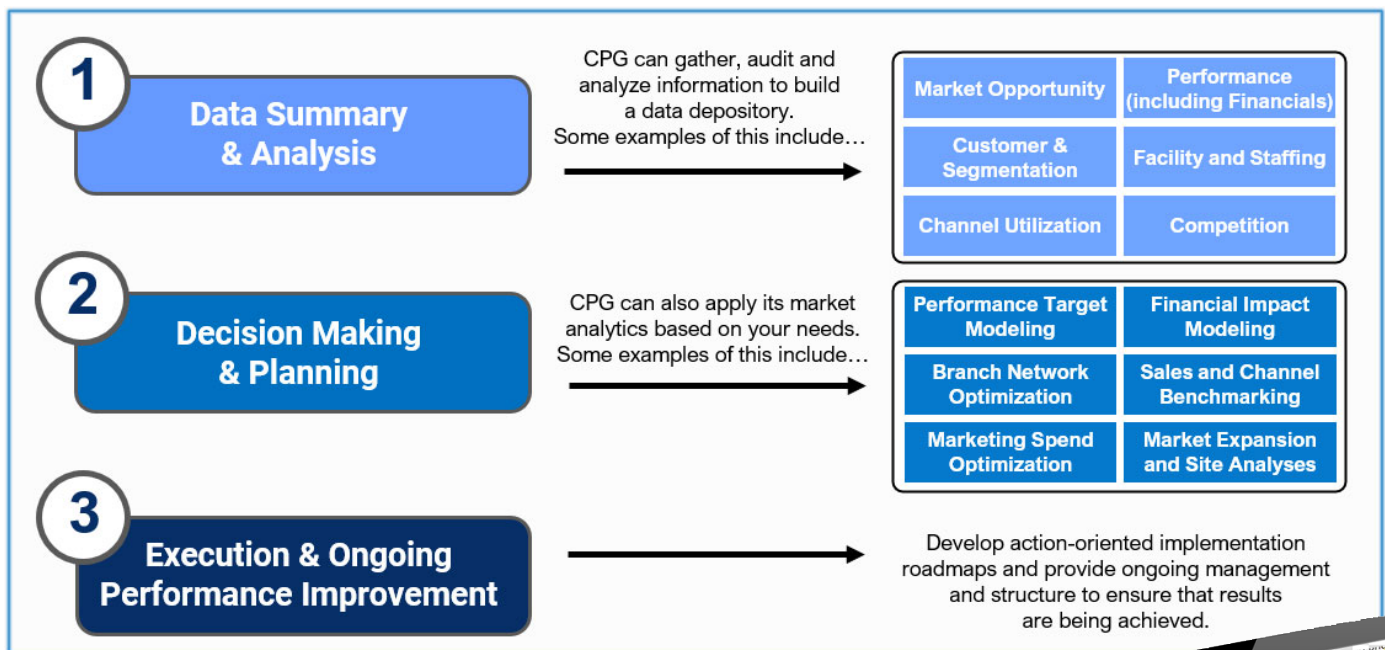 1
Data Summary
& Analysis
CPG can gather, audit and
analyze information to build
a data depository.
Some examples of this include…
Market Opportunity
Performance
(including Financials)
Customer &
Segmentation
Facility and Staffing
Channel Utilization
Competition
2
Decision Making
& Planning
CPG can also apply its market
analytics based on your needs.
Some examples of this include…
Performance Target
Modeling
Financial Impact
Modeling
Branch Network
Optimization
Sales and Channel
Benchmarking
Marketing Spend
Optimization
Market Expansion
and Site Analyses
3
Execution & Ongoing
Performance Improvement
Develop action-oriented implementation
roadmaps and provide ongoing management
and structure to ensure that results
are being achieved.